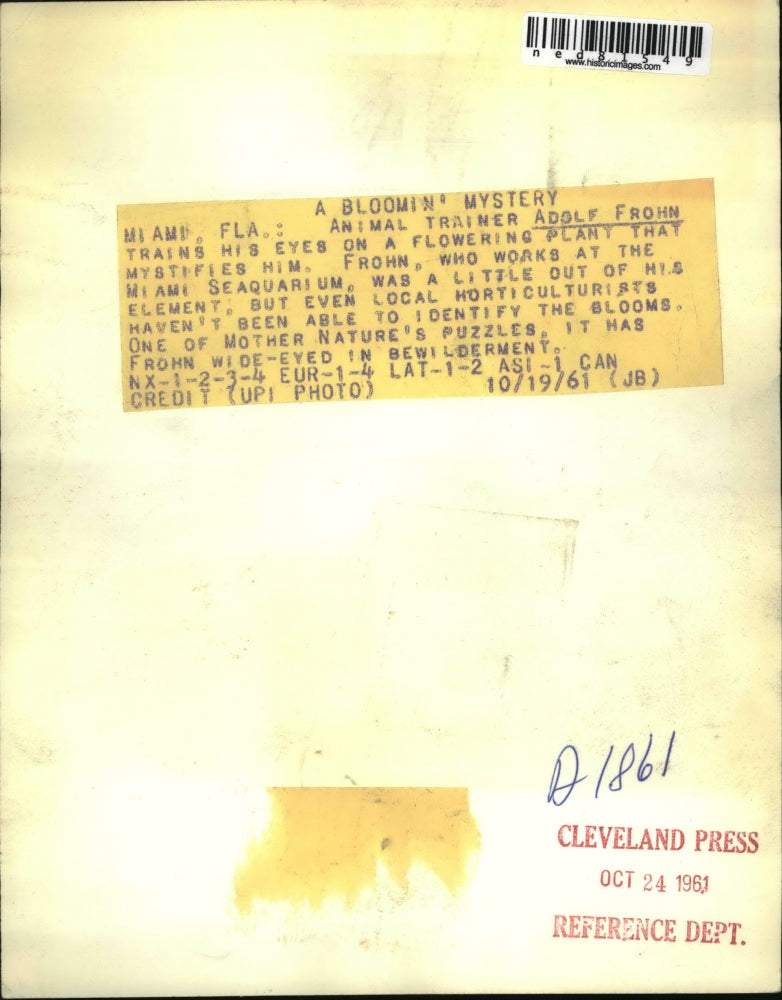 ned81549
www.historicimages.com
A BLOOMIN' MYSTERY
MIAMI, FLA.: ANIMAL TRAINER ADOLF FROHN
TRAINS HIS EYES ON A FLOWERING PLANT THAT
MYSTIFIES HIM. FROHN, WHO WORKS AT THE
MIAMI SEAQUARIUM, WAS A LITTLE OUT OF HIS
ELEMENT, BUT EVEN LOCAL HORTICULTURISTS
HAVEN'T BEEN ABLE TO IDENTIFY THE BLOOMS.
ONE OF MOTHER NATURE'S PUZZLES, IT HAS
FROHN WIDE-EYED IN BEWILDERMENT.
NX-1-2-3-4 EUR-1-4 LAT-1-2 ASI-1 CAN
CREDIT (UPI PHOTO) 10/19/61 (JB)
A 1861
CLEVELAND PRESS
OCT 24 1961
REFERENCE DEPT.